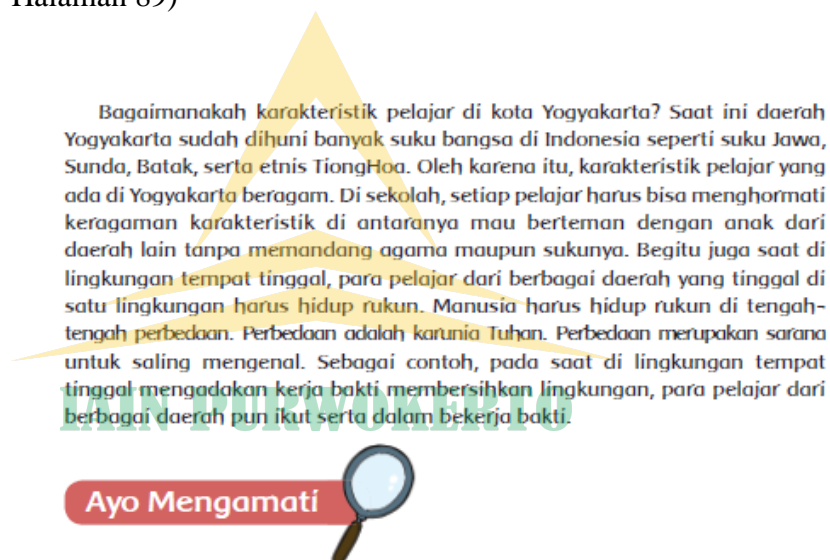 Halaman 89)
Bagaimanakah karakteristik pelajar di kota Yogyakarta? Saat ini daerah
Yogyakarta sudah dihuni banyak suku bangsa di Indonesia seperti suku Jawa,
Sunda, Batak, serta etnis TiongHoa. Oleh karena itu, karakteristik pelajar yang
ada di Yogyakarta beragam. Di sekolah, setiap pelajar harus bisa menghormati
keragaman karakteristik di antaranya mau berteman dengan anak dari
daerah lain tanpa memandang agama maupun sukunya. Begitu juga saat di
lingkungan tempat tinggal, para pelajar dari berbagai daerah yang tinggal di
satu lingkungan harus hidup rukun. Manusia harus hidup rukun di tengah-
tengah perbedaan. Perbedaan adalah karunia Tuhan. Perbedaan merupakan sarana
untuk saling mengenal. Sebagai contoh, pada saat di lingkungan tempat
tinggal mengadakan kerja bakti membersihkan lingkungan, para pelajar dari
berbagai daerah pun ikut serta dalam bekerja bakti.
IAIN PURWOKERTO
Ayo Mengamati